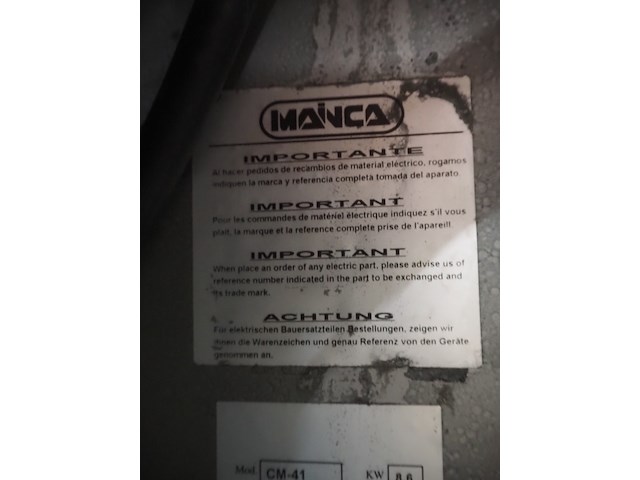 MAINCA
IMPORTANTE
Al hacer pedidos de recambios de material eléctrico, rogamos
indiquen la marca y referencia completa tomada del aparato
IMPORTANT
Pour les commandes de matériel électrique indiquez s'il vous
plait, la marque et la reference complete prise de l'apareill
IMPORTANT
When place an order of any electric part, please advise us of
reference number indicated in the part to be exchanged and
its trade mark.
ACHTUNG
Für elektrischen Bauersatzteilen Bestellungen, zeigen wir
ihnen die Warenzeichen und genau Referenz von den Geräte
genommen an.
Mod. CM-41 KW